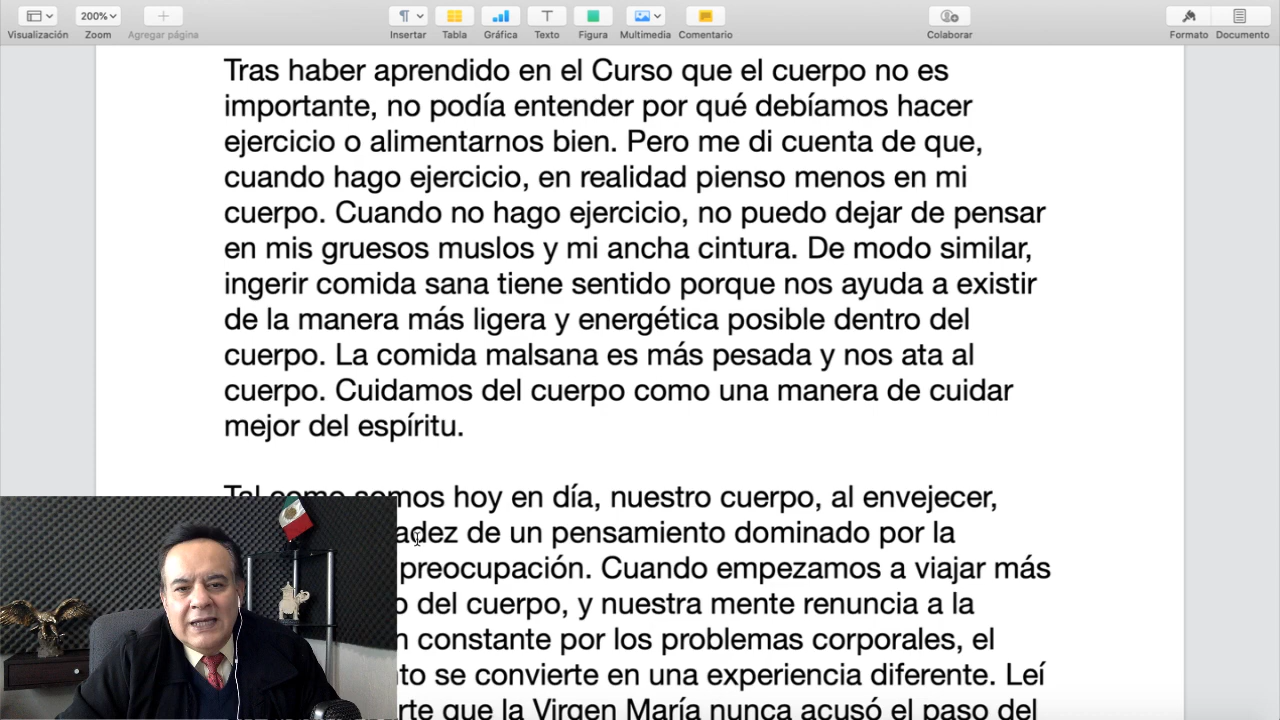 200%
Visualización Zoom Agregar página Insertar Tabla Gráfica Texto Figura Multimedia Comentario Colaborar Formato Documento
Tras haber aprendido en el Curso que el cuerpo no es
importante, no podía entender por qué debíamos hacer
ejercicio o alimentarnos bien. Pero me di cuenta de que,
cuando hago ejercicio, en realidad pienso menos en mi
cuerpo. Cuando no hago ejercicio, no puedo dejar de pensar
en mis gruesos muslos y mi ancha cintura. De modo similar,
ingerir comida sana tiene sentido porque nos ayuda a existir
de la manera más ligera y energética posible dentro del
cuerpo. La comida malsana es más pesada y nos ata al
cuerpo. Cuidamos del cuerpo como una manera de cuidar
mejor del espíritu.
Tal como somos hoy en día, nuestro cuerpo, al envejecer,
de un pensamiento dominado por la
preocupación. Cuando empezamos a viajar más
del cuerpo, y nuestra mente renuncia a la
constante por los problemas corporales, el
se convierte en una experiencia diferente. Leí
que la Virgen María nunca acusó el paso del